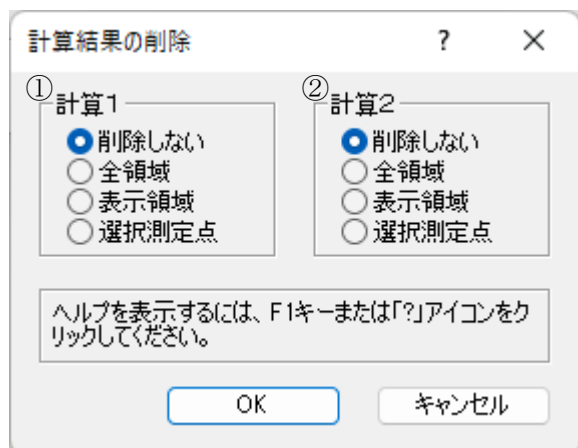 計算結果の削除 ?
① ②
計算1 計算2
削除しない 削除しない
全領域 全領域
表示領域 表示領域
選択測定点 選択測定点
ヘルプを表示するには、F1キーまたは「?」アイコンをク
リックしてください。
OK キャンセル